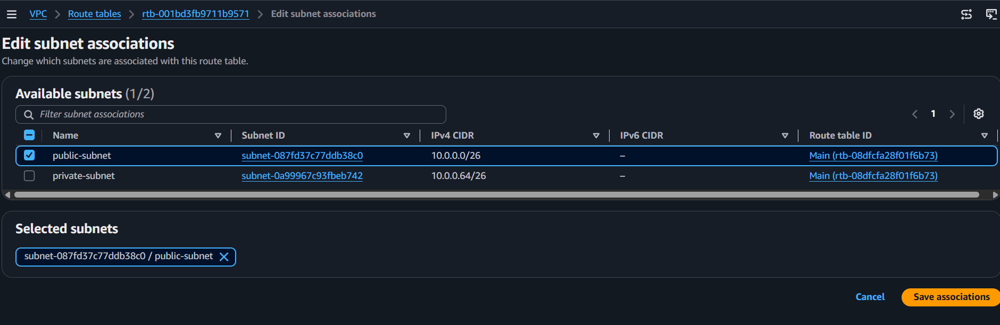 VPC > Route tables > rtb-001bd3fb9711b9571 > Edit subnet associations
Edit subnet associations
Change which subnets are associated with this route table.
Available subnets (1/2)
Filter subnet associations
1
Name Subnet ID IPv4 CIDR IPv6 CIDR Route table ID
public-subnet subnet-087fd37c77ddb38c0 10.0.0.0/26 – Main (rtb-08dfcfa28f01f6b73)
private-subnet subnet-0a99967c93fbeb742 10.0.0.64/26 – Main (rtb-08dfcfa28f01f6b73)
Selected subnets
subnet-087fd37c77ddb38c0 / public-subnet
Cancel Save associations